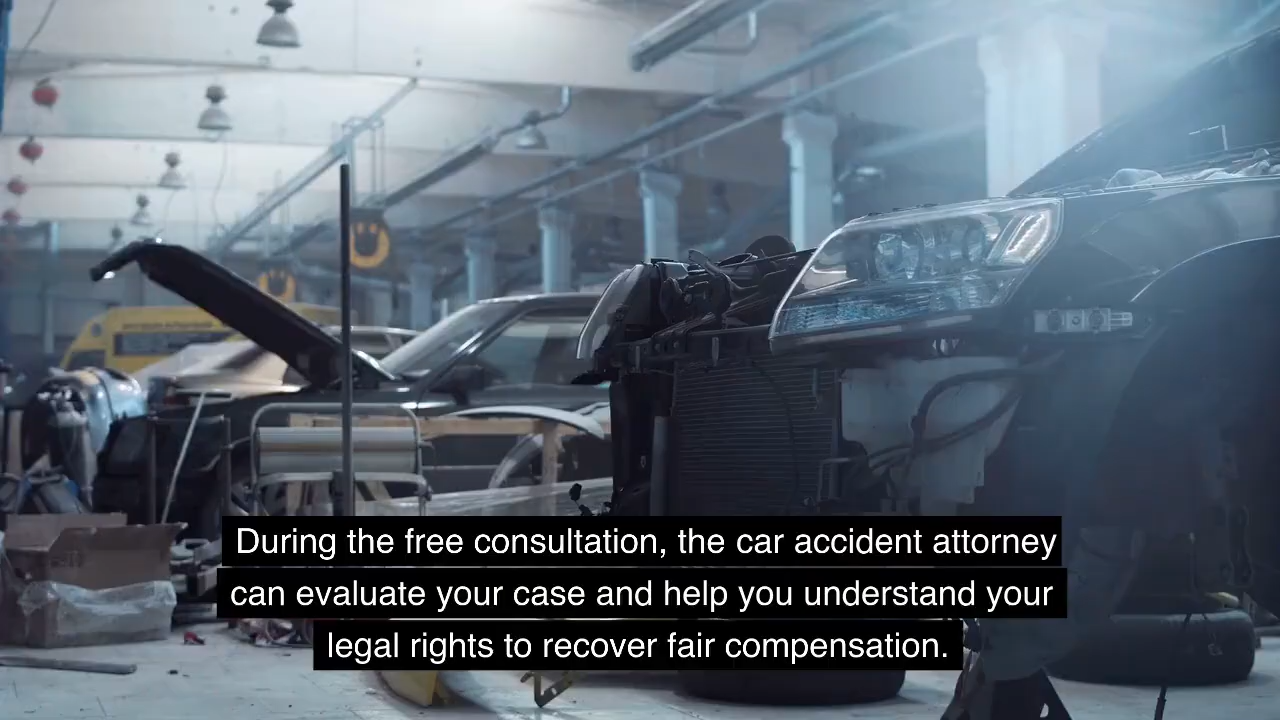 During the free consultation, the car accident attorney
can evaluate your case and help you understand your
legal rights to recover fair compensation.